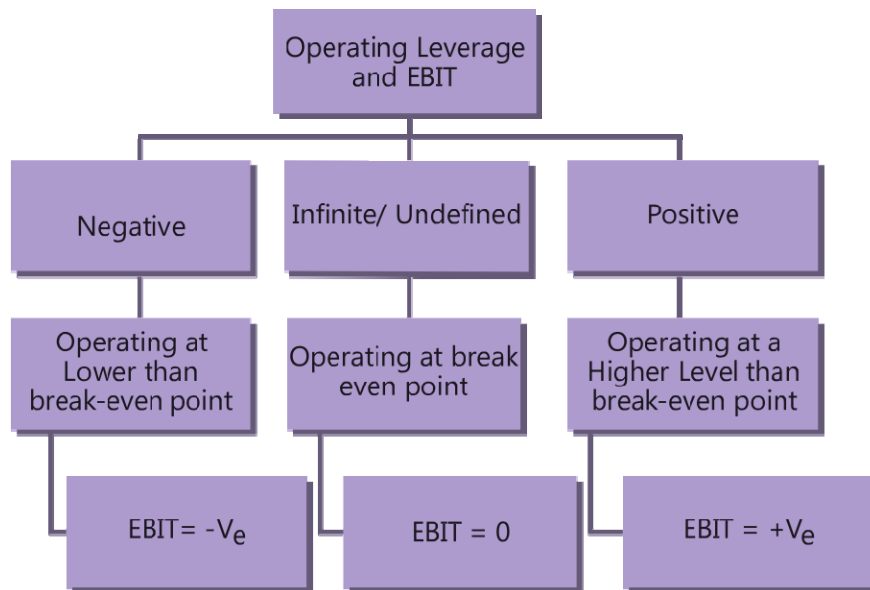 Operating Leverage
and EBIT
Negative
Infinite/ Undefined
Positive
Operating at
Lower than
break-even point
Operating at break
even point
Operating at a
Higher Level than
break-even point
EBIT= -Ve
EBIT = 0
EBIT = +Ve